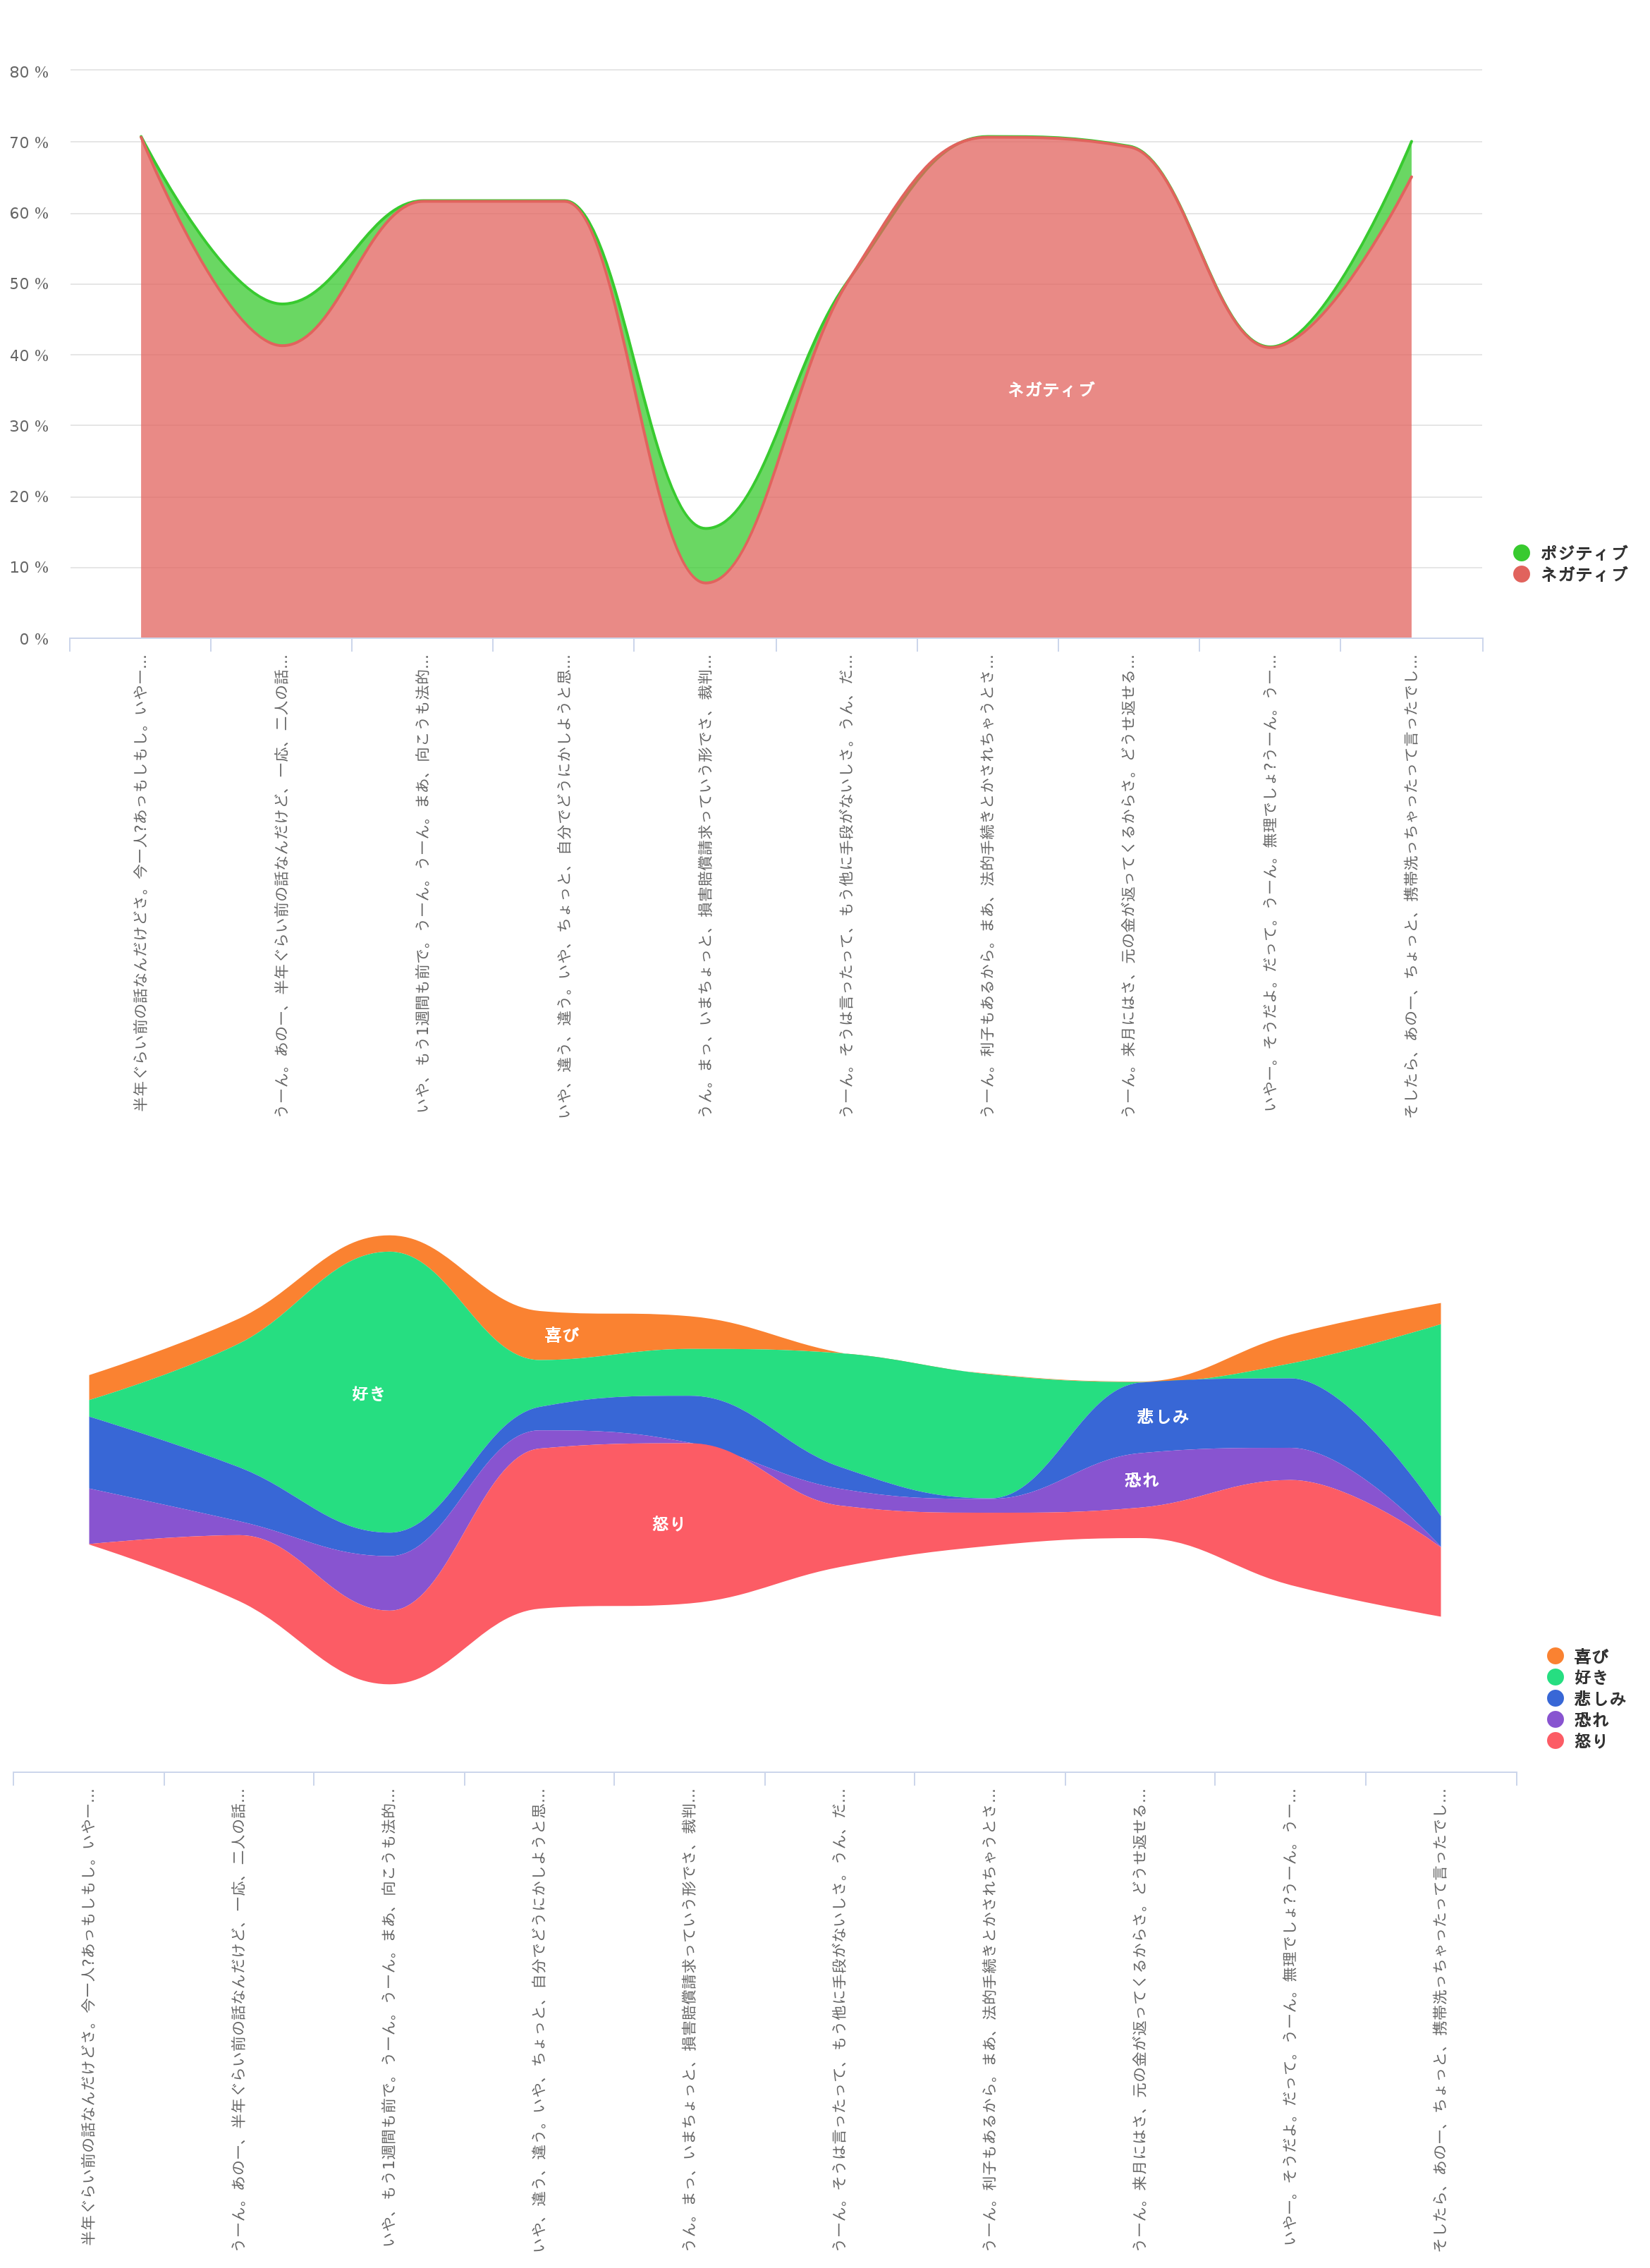 80 %
70 %
60 %
50 %
40 %
30 %
20 %
10 %
0 %
ネガティブ
ポジティブ
ネガティブ
半年ぐらい前の話なんだけどさ。今一人?あっもしもし。いやー…
うーん。あのー、半年ぐらい前の話なんだけど、一応、二人の話…
いや、もう1週間も前で。うーん。うーん。まあ、向こうも法的…
いや、違う、違う。いや、ちょっと、自分でどうにかしようと思…
うん。まっ、いまちょっと、損害賠償請求っていう形でさ、裁判…
うーん。そうは言ったって、もう他に手段がないしさ。うん、だ…
うーん。利子もあるから。まあ、法的手続きとかされちゃうとさ…
うーん。来月にはさ、元の金が返ってくるからさ。どうせ返せる…
いやー。そうだよ。だって。うーん。無理でしょ?うーん。うー…
そしたら、あのー、ちょっと、携帯洗っちゃったって言ったでし…
喜び
好き
悲しみ
恐れ
怒り
喜び
好き
悲しみ
恐れ
怒り
半年ぐらい前の話なんだけどさ。今一人?あっもしもし。いやー…
うーん。あのー、半年ぐらい前の話なんだけど、一応、二人の話…
いや、もう1週間も前で。うーん。うーん。まあ、向こうも法的…
いや、違う、違う。いや、ちょっと、自分でどうにかしようと思…
うん。まっ、いまちょっと、損害賠償請求っていう形でさ、裁判…
うーん。そうは言ったって、もう他に手段がないしさ。うん、だ…
うーん。利子もあるから。まあ、法的手続きとかされちゃうとさ…
うーん。来月にはさ、元の金が返ってくるからさ。どうせ返せる…
いやー。そうだよ。だって。うーん。無理でしょ?うーん。うー…
そしたら、あのー、ちょっと、携帯洗っちゃったって言ったでし…